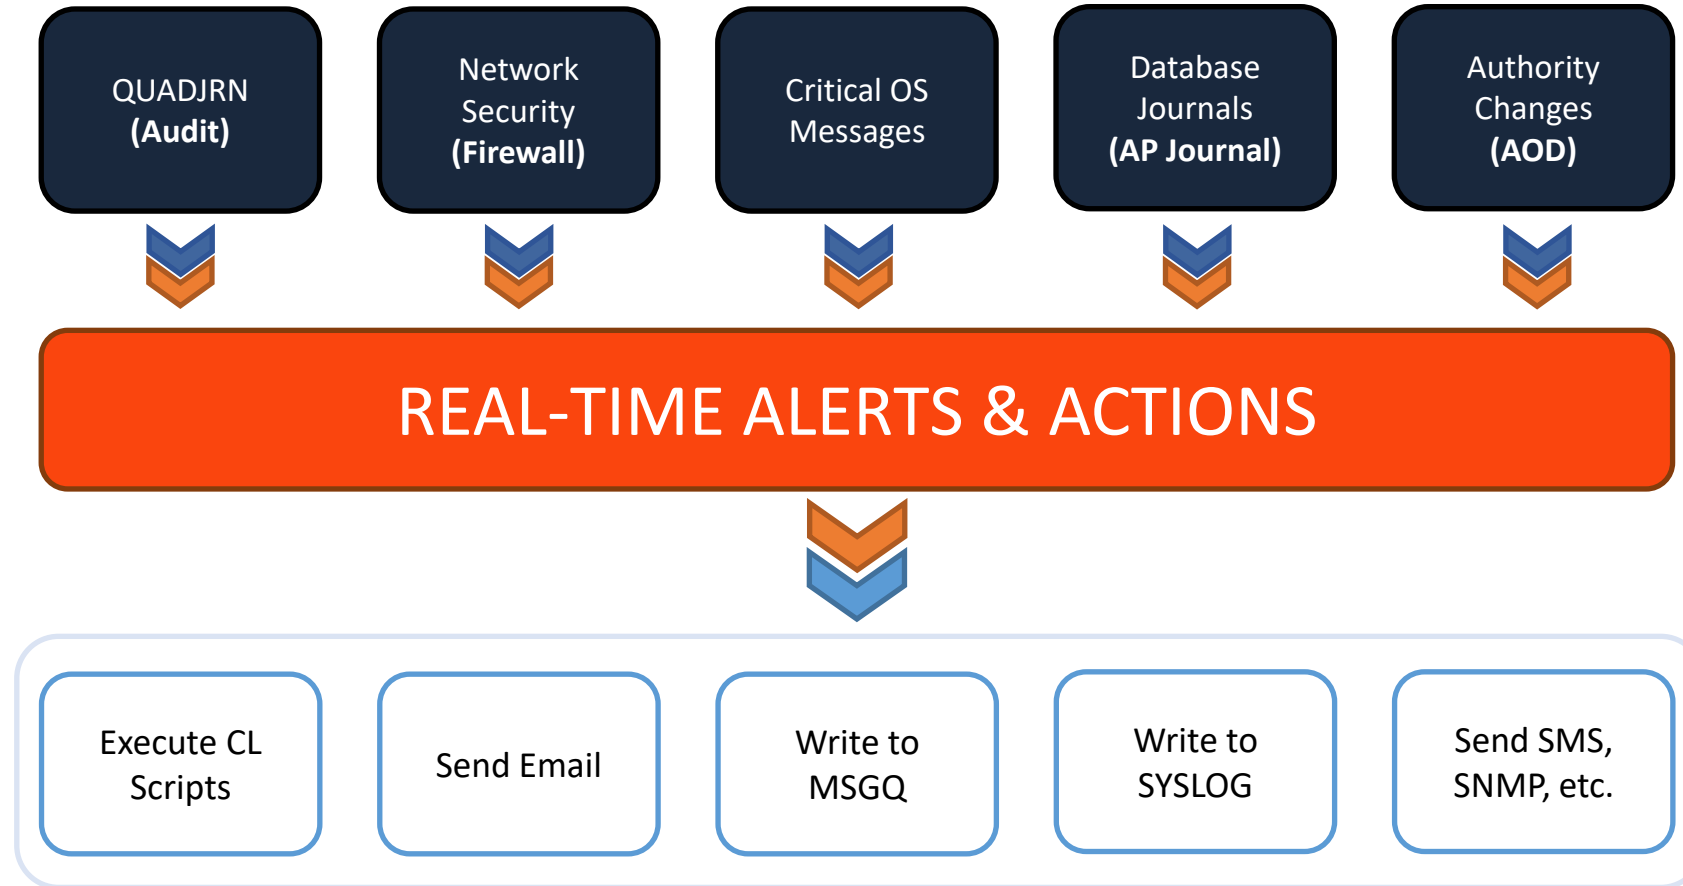 QUADJRN
(Audit)
Network
Security
(Firewall)
Critical OS
Messages
Database
Journals
(AP Journal)
Authority
Changes
(AOD)
REAL-TIME ALERTS & ACTIONS
Execute CL
Scripts
Send Email
Write to
MSGQ
Write to
SYSLOG
Send SMS,
SNMP, etc.